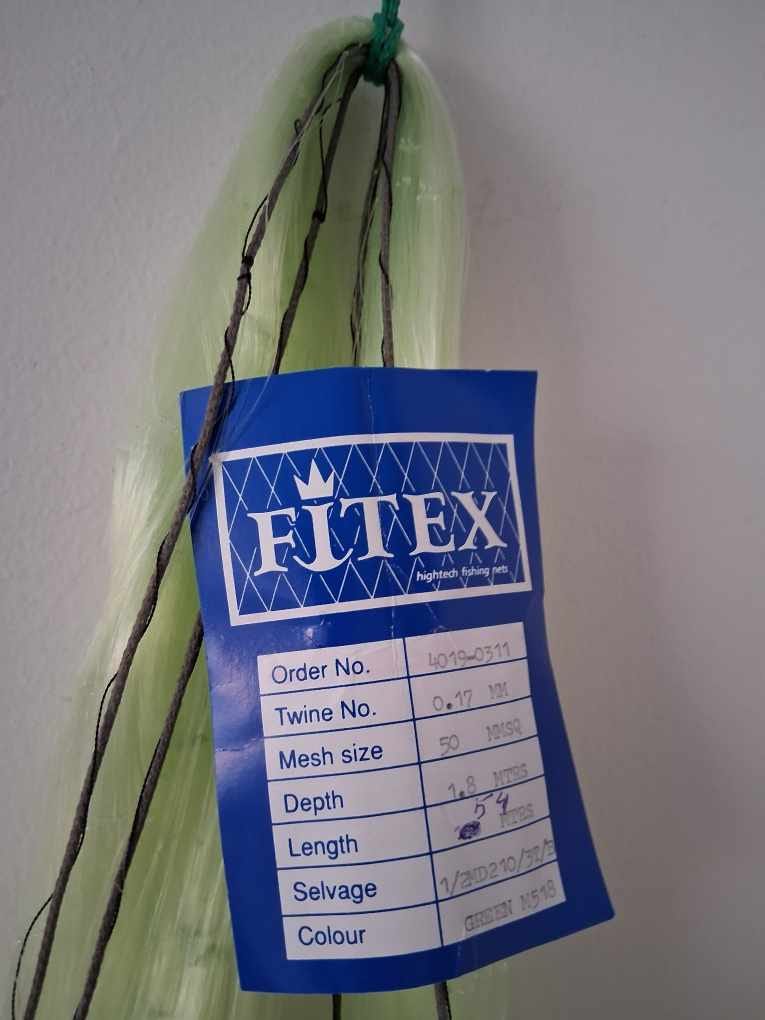 FITEX
hightech fishing nets
Order No. 4019-0311
Twine No. 0.17 MM
Mesh size 50 MMSQ
Depth 1.8 MTRS
Length 54 MTRS
Selvage
Colour GREEN M518